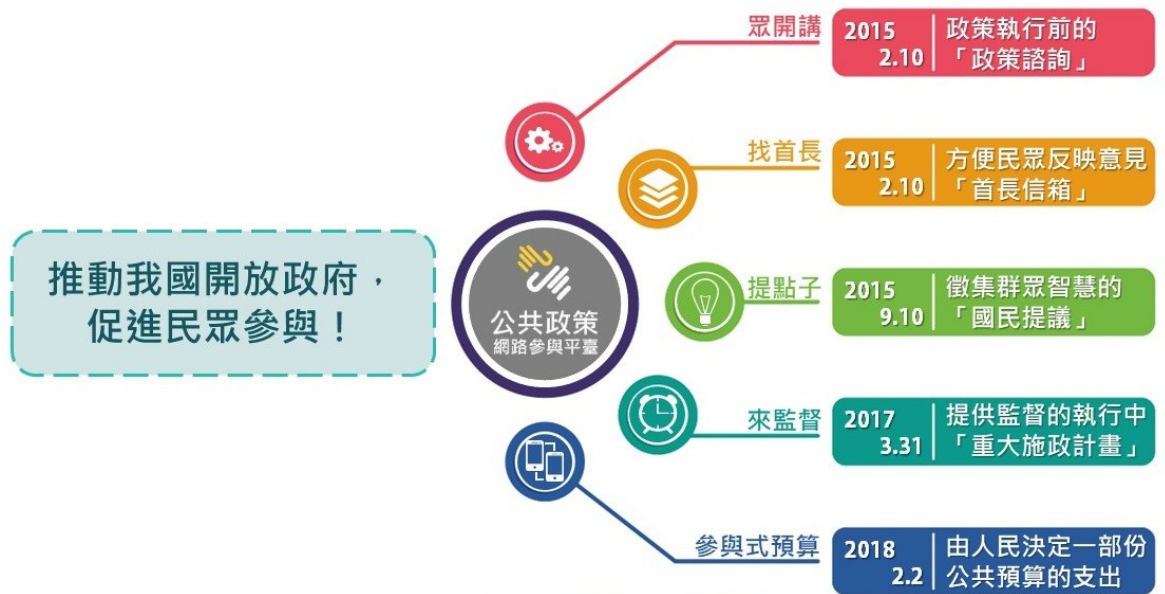 推動我國開放政府，
促進民眾參與！
公共政策
網路參與平臺
眾開講
2015
2.10
政策執行前的
「政策諮詢」
找首長
2015
2.10
方便民眾反映意見
「首長信箱」
提點子
2015
9.10
徵集群眾智慧的
「國民提議」
來監督
2017
3.31
提供監督的執行中
「重大施政計畫」
參與式預算
2018
2.2
由人民決定一部份
公共預算的支出